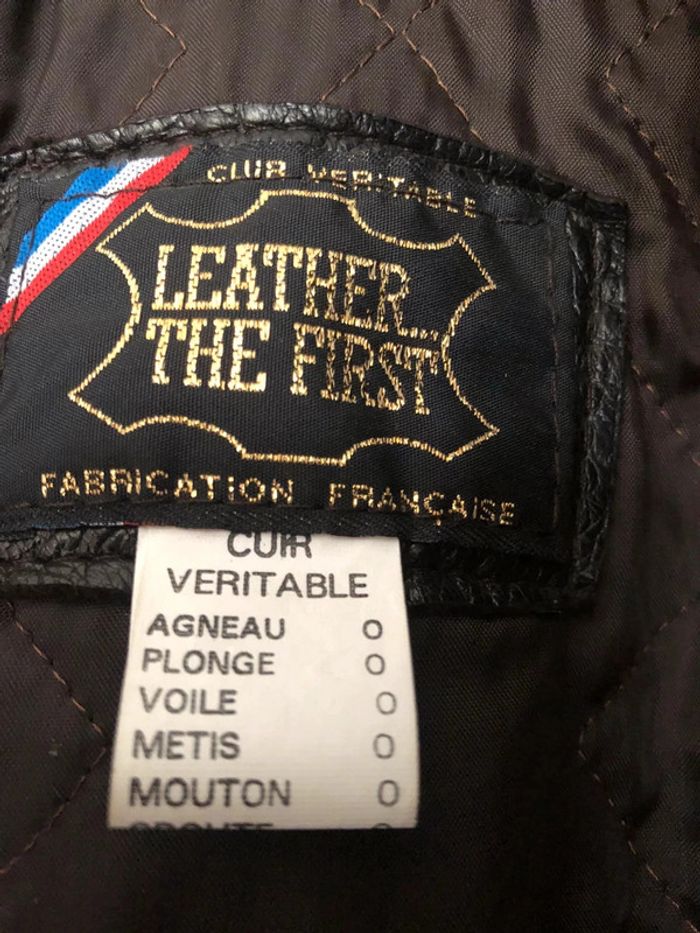 CUIR VERITABLE
LEATHER...
THE FIRST
FABRICATION FRANÇAISE
CUIR
VERITABLE
AGNEAU O
PLONGE O
VOILE O
METIS O
MOUTON O